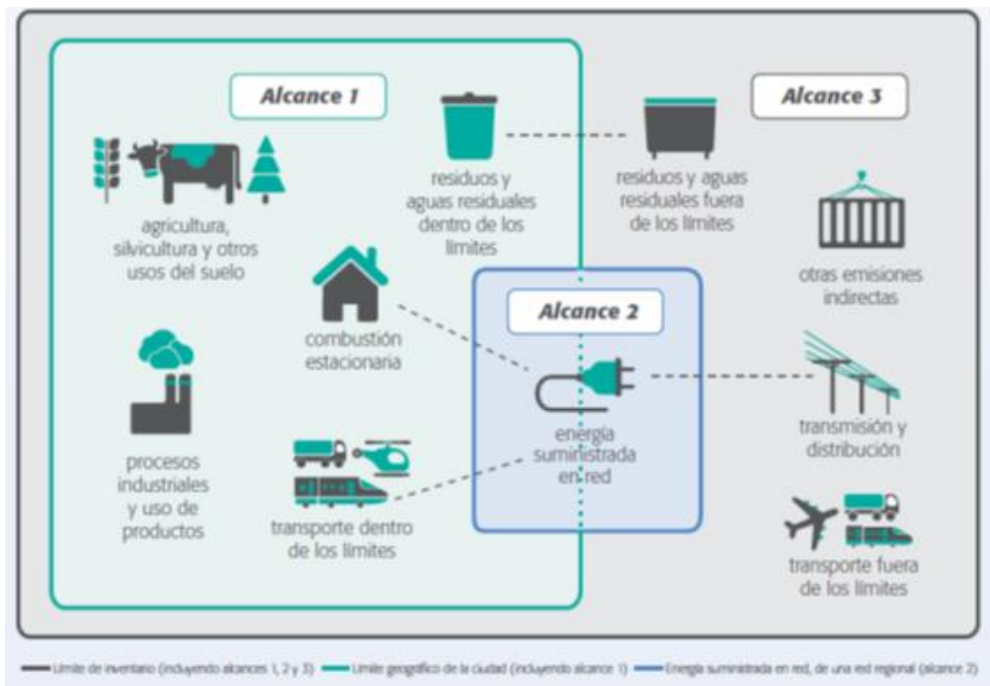 Alcance 1
agricultura,
silvicultura y otros
usos del suelo
residuos y
aguas residuales
dentro de los
límites
combustión
estacionaria
procesos
industriales
y uso de
productos
transporte dentro
de los límites
Alcance 2
energía
suministrada
en red
Alcance 3
residuos y aguas
residuales fuera
de los límites
otras emisiones
indirectas
transmisión y
distribución
transporte fuera
de los límites
Límite de inventario (incluyendo alcances 1, 2 y 3) Límite geográfico de la ciudad (incluyendo alcance 1) Energía suministrada en red, de una red regional (alcance 2)